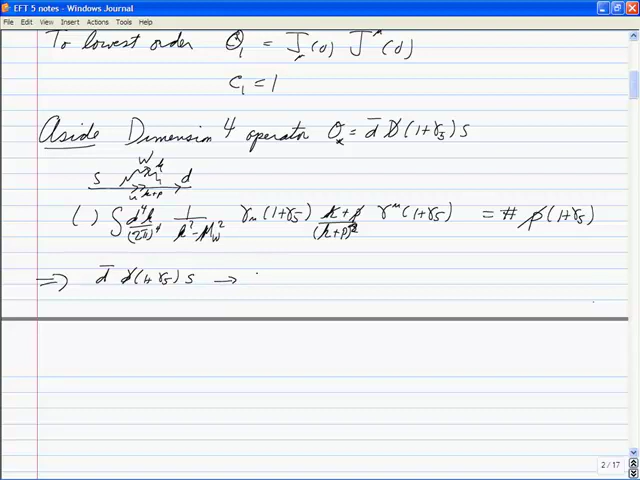 EFT 5 notes - Windows Journal
File Edit View Insert Actions Tools Help
To lowest order O₁ = J_μ(0) J^μ(0)
c₁ = 1
Aside Dimension 4 operator O_x = d̄ D̸ (1+γ₅) s
W k
s d
u k+p
( ) ∫ d⁴k/(2π)⁴ 1/(k² - M_W²) γ_μ (1+γ₅) (k̸+p̸)/(k+p)² γ^μ (1+γ₅) = # p̸ (1+γ₅)
⇒ d̄ ∂̸ (1+γ₅) s →
2 / 17